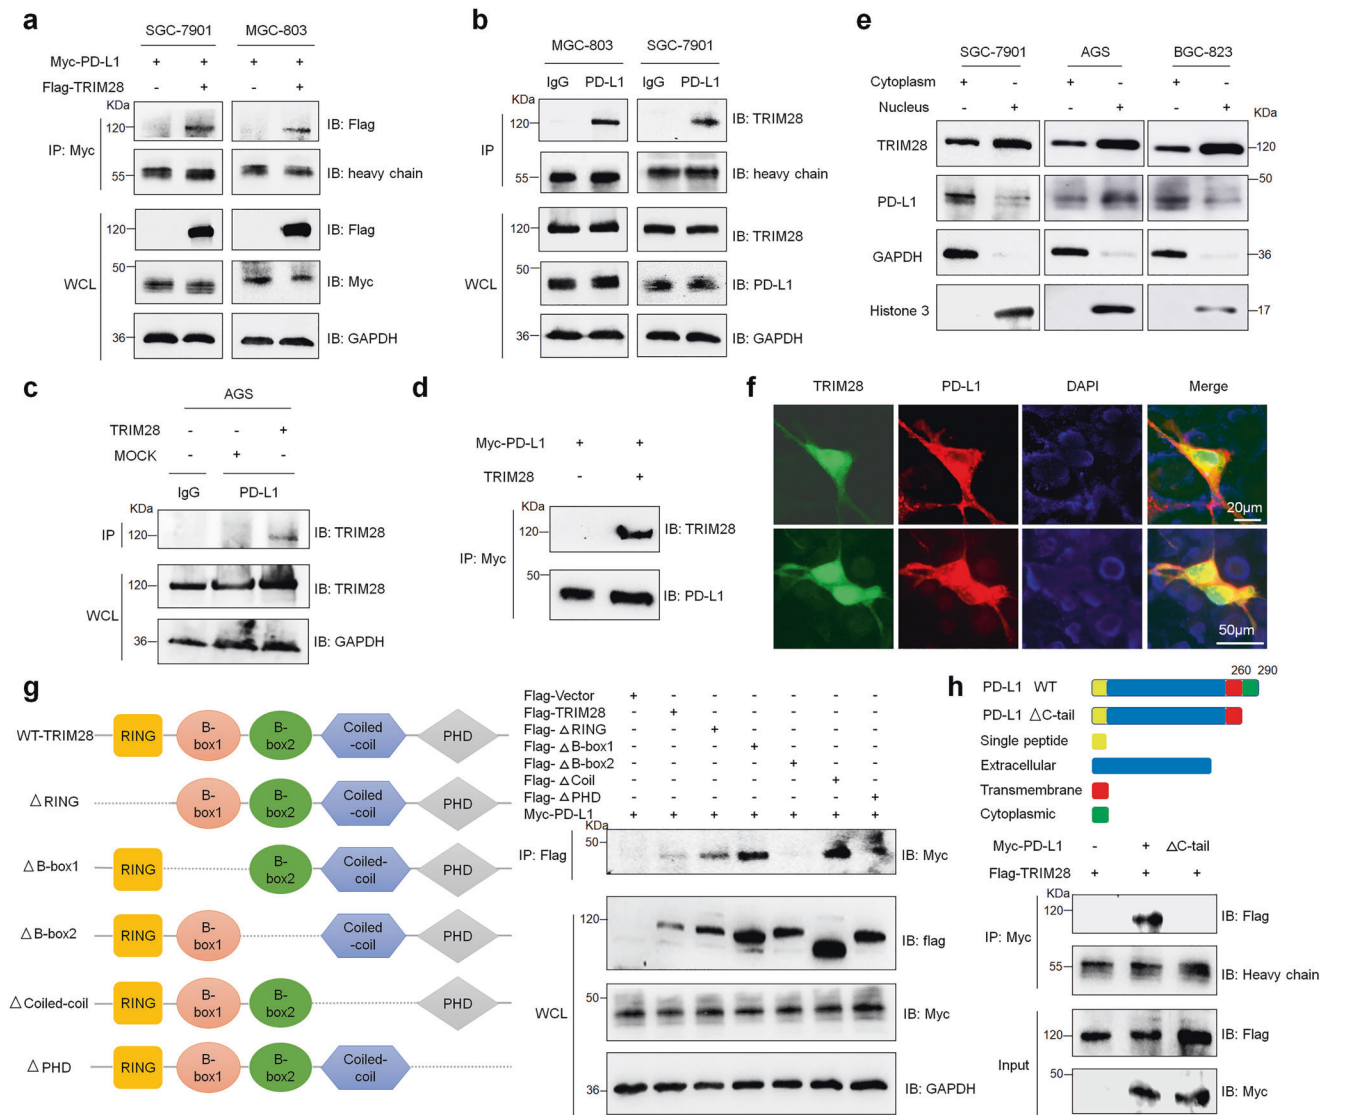 a
SGC-7901 MGC-803
Myc-PD-L1 + + + +
Flag-TRIM28 - + - +
KDa
IP: Myc
120 IB: Flag
55 IB: heavy chain
WCL
120 IB: Flag
50 IB: Myc
36 IB: GAPDH
b
MGC-803 SGC-7901
IgG PD-L1 IgG PD-L1
KDa
IP
120 IB: TRIM28
55 IB: heavy chain
WCL
120 IB: TRIM28
50 IB: PD-L1
36 IB: GAPDH
e
SGC-7901 AGS BGC-823
Cytoplasm + - + - + -
Nucleus - + - + - +
KDa
TRIM28 120
50
PD-L1
GAPDH 36
Histone 3 17
c
AGS
TRIM28 - - +
MOCK - + -
IgG PD-L1
KDa
IP 120 IB: TRIM28
WCL
120 IB: TRIM28
36 IB: GAPDH
d
Myc-PD-L1 + +
TRIM28 - +
KDa
IP: Myc
120 IB: TRIM28
50 IB: PD-L1
f
TRIM28 PD-L1 DAPI Merge
20μm
50μm
g
WT-TRIM28 RING B-box1 B-box2 Coiled-coil PHD
△RING B-box1 B-box2 Coiled-coil PHD
△B-box1 RING B-box2 Coiled-coil PHD
△B-box2 RING B-box1 Coiled-coil PHD
△Coiled-coil RING B-box1 B-box2 PHD
△PHD RING B-box1 B-box2 Coiled-coil
Flag-Vector + - - - - - -
Flag-TRIM28 - + - - - - -
Flag-△RING - - + - - - -
Flag-△B-box1 - - - + - - -
Flag-△B-box2 - - - - + - -
Flag-△Coil - - - - - + -
Flag-△PHD - - - - - - +
Myc-PD-L1 + + + + + + +
KDa
50
IP: Flag IB: Myc
WCL
120 IB: flag
50 IB: Myc
36 IB: GAPDH
h
260 290
PD-L1 WT
PD-L1 △C-tail
Single peptide
Extracellular
Transmembrane
Cytoplasmic
Myc-PD-L1 - + △C-tail
Flag-TRIM28 + + +
KDa
IP: Myc
120 IB: Flag
55 IB: Heavy chain
Input
120 IB: Flag
50 IB: Myc